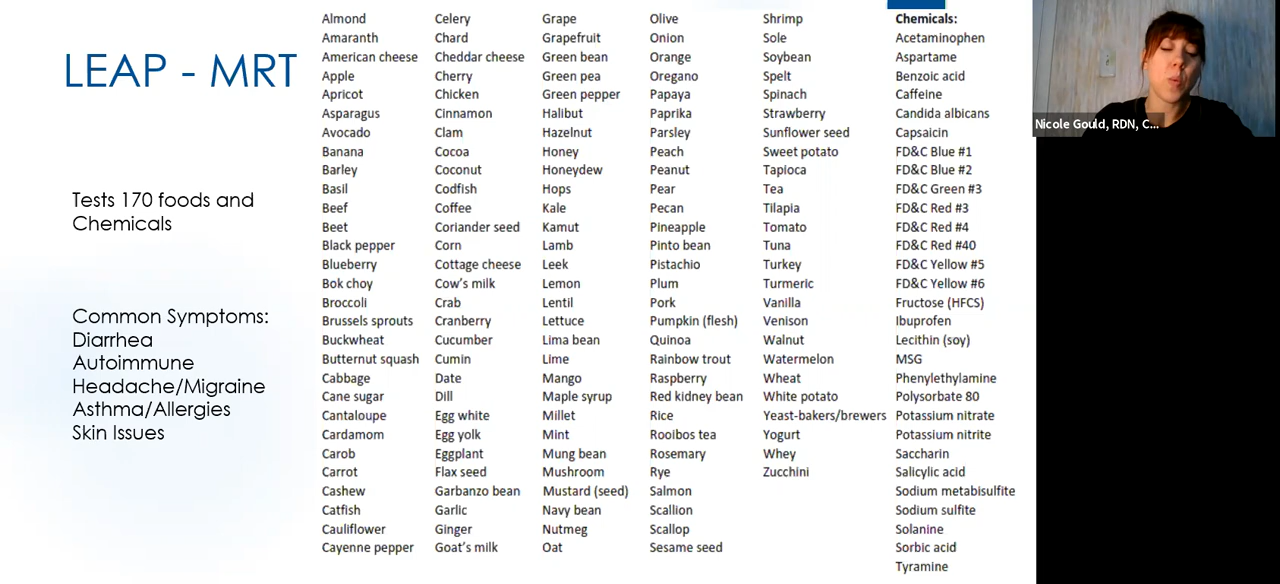 LEAP - MRT
Tests 170 foods and
Chemicals
Common Symptoms:
Diarrhea
Autoimmune
Headache/Migraine
Asthma/Allergies
Skin Issues
Almond
Amaranth
American cheese
Apple
Apricot
Asparagus
Avocado
Banana
Barley
Basil
Beef
Beet
Black pepper
Blueberry
Bok choy
Broccoli
Brussels sprouts
Buckwheat
Butternut squash
Cabbage
Cane sugar
Cantaloupe
Cardamom
Carob
Carrot
Cashew
Catfish
Cauliflower
Cayenne pepper
Celery
Chard
Cheddar cheese
Cherry
Chicken
Cinnamon
Clam
Cocoa
Coconut
Codfish
Coffee
Coriander seed
Corn
Cottage cheese
Cow's milk
Crab
Cranberry
Cucumber
Cumin
Date
Dill
Egg white
Egg yolk
Eggplant
Flax seed
Garbanzo bean
Garlic
Ginger
Goat's milk
Grape
Grapefruit
Green bean
Green pea
Green pepper
Halibut
Hazelnut
Honey
Honeydew
Hops
Kale
Kamut
Lamb
Leek
Lemon
Lentil
Lettuce
Lima bean
Lime
Mango
Maple syrup
Millet
Mint
Mung bean
Mushroom
Mustard (seed)
Navy bean
Nutmeg
Oat
Olive
Onion
Orange
Oregano
Papaya
Paprika
Parsley
Peach
Peanut
Pear
Pecan
Pineapple
Pinto bean
Pistachio
Plum
Pork
Pumpkin (flesh)
Quinoa
Rainbow trout
Raspberry
Red kidney bean
Rice
Rooibos tea
Rosemary
Rye
Salmon
Scallion
Scallop
Sesame seed
Shrimp
Sole
Soybean
Spelt
Spinach
Strawberry
Sunflower seed
Sweet potato
Tapioca
Tea
Tilapia
Tomato
Tuna
Turkey
Turmeric
Vanilla
Venison
Walnut
Watermelon
Wheat
White potato
Yeast-bakers/brewers
Yogurt
Whey
Zucchini
Chemicals:
Acetaminophen
Aspartame
Benzoic acid
Caffeine
Candida albicans
Capsaicin
FD&C Blue #1
FD&C Blue #2
FD&C Green #3
FD&C Red #3
FD&C Red #4
FD&C Red #40
FD&C Yellow #5
FD&C Yellow #6
Fructose (HFCS)
Ibuprofen
Lecithin (soy)
MSG
Phenylethylamine
Polysorbate 80
Potassium nitrate
Potassium nitrite
Saccharin
Salicylic acid
Sodium metabisulfite
Sodium sulfite
Solanine
Sorbic acid
Tyramine
Nicole Gould, RDN, C...